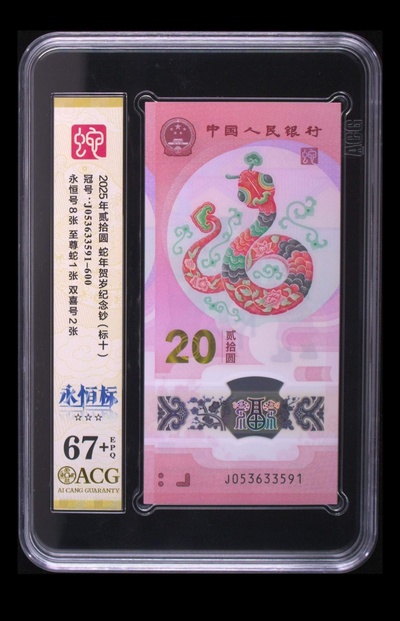 2025年贰拾圆 蛇年贺岁纪念钞(标十)
冠号:J053633591-600
永恒号8张 至尊蛇1张 双喜号2张
永恒标
☆☆☆
67+ EPQ
ACG
AI CANG GUARANTY
中国人民银行
20
贰拾圆
J053633591
ACG